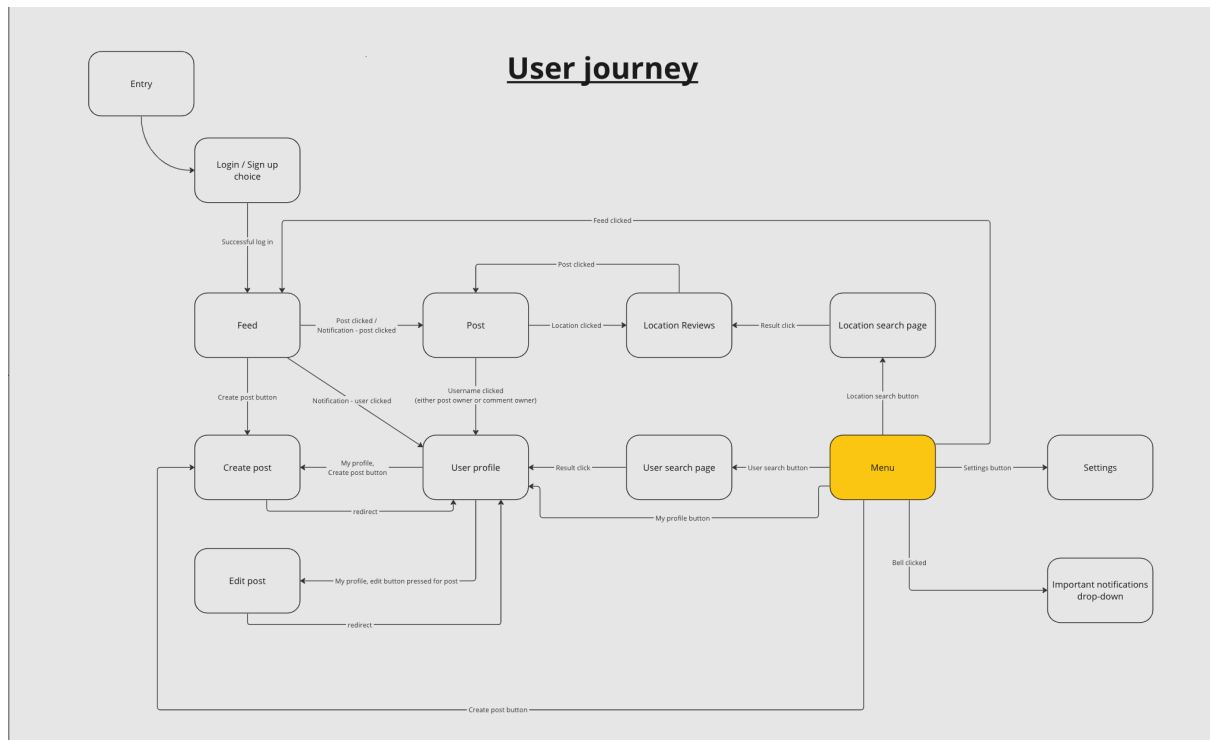 User journey
Entry
Login / Sign up
choice
Feed clicked
Successful log in
Post clicked
Feed
Post clicked /
Notification - post clicked
Post
Location clicked
Location Reviews
Result click
Location search page
Create post button
Notification - user clicked
Username clicked
(either post owner or comment owner)
Location search button
Create post
My profile,
Create post button
User profile
Result click
User search page
User search button
Menu
Settings button
Settings
redirect
My profile button
Bell clicked
Edit post
My profile, edit button pressed for post
Important notifications
drop-down
redirect
Create post button